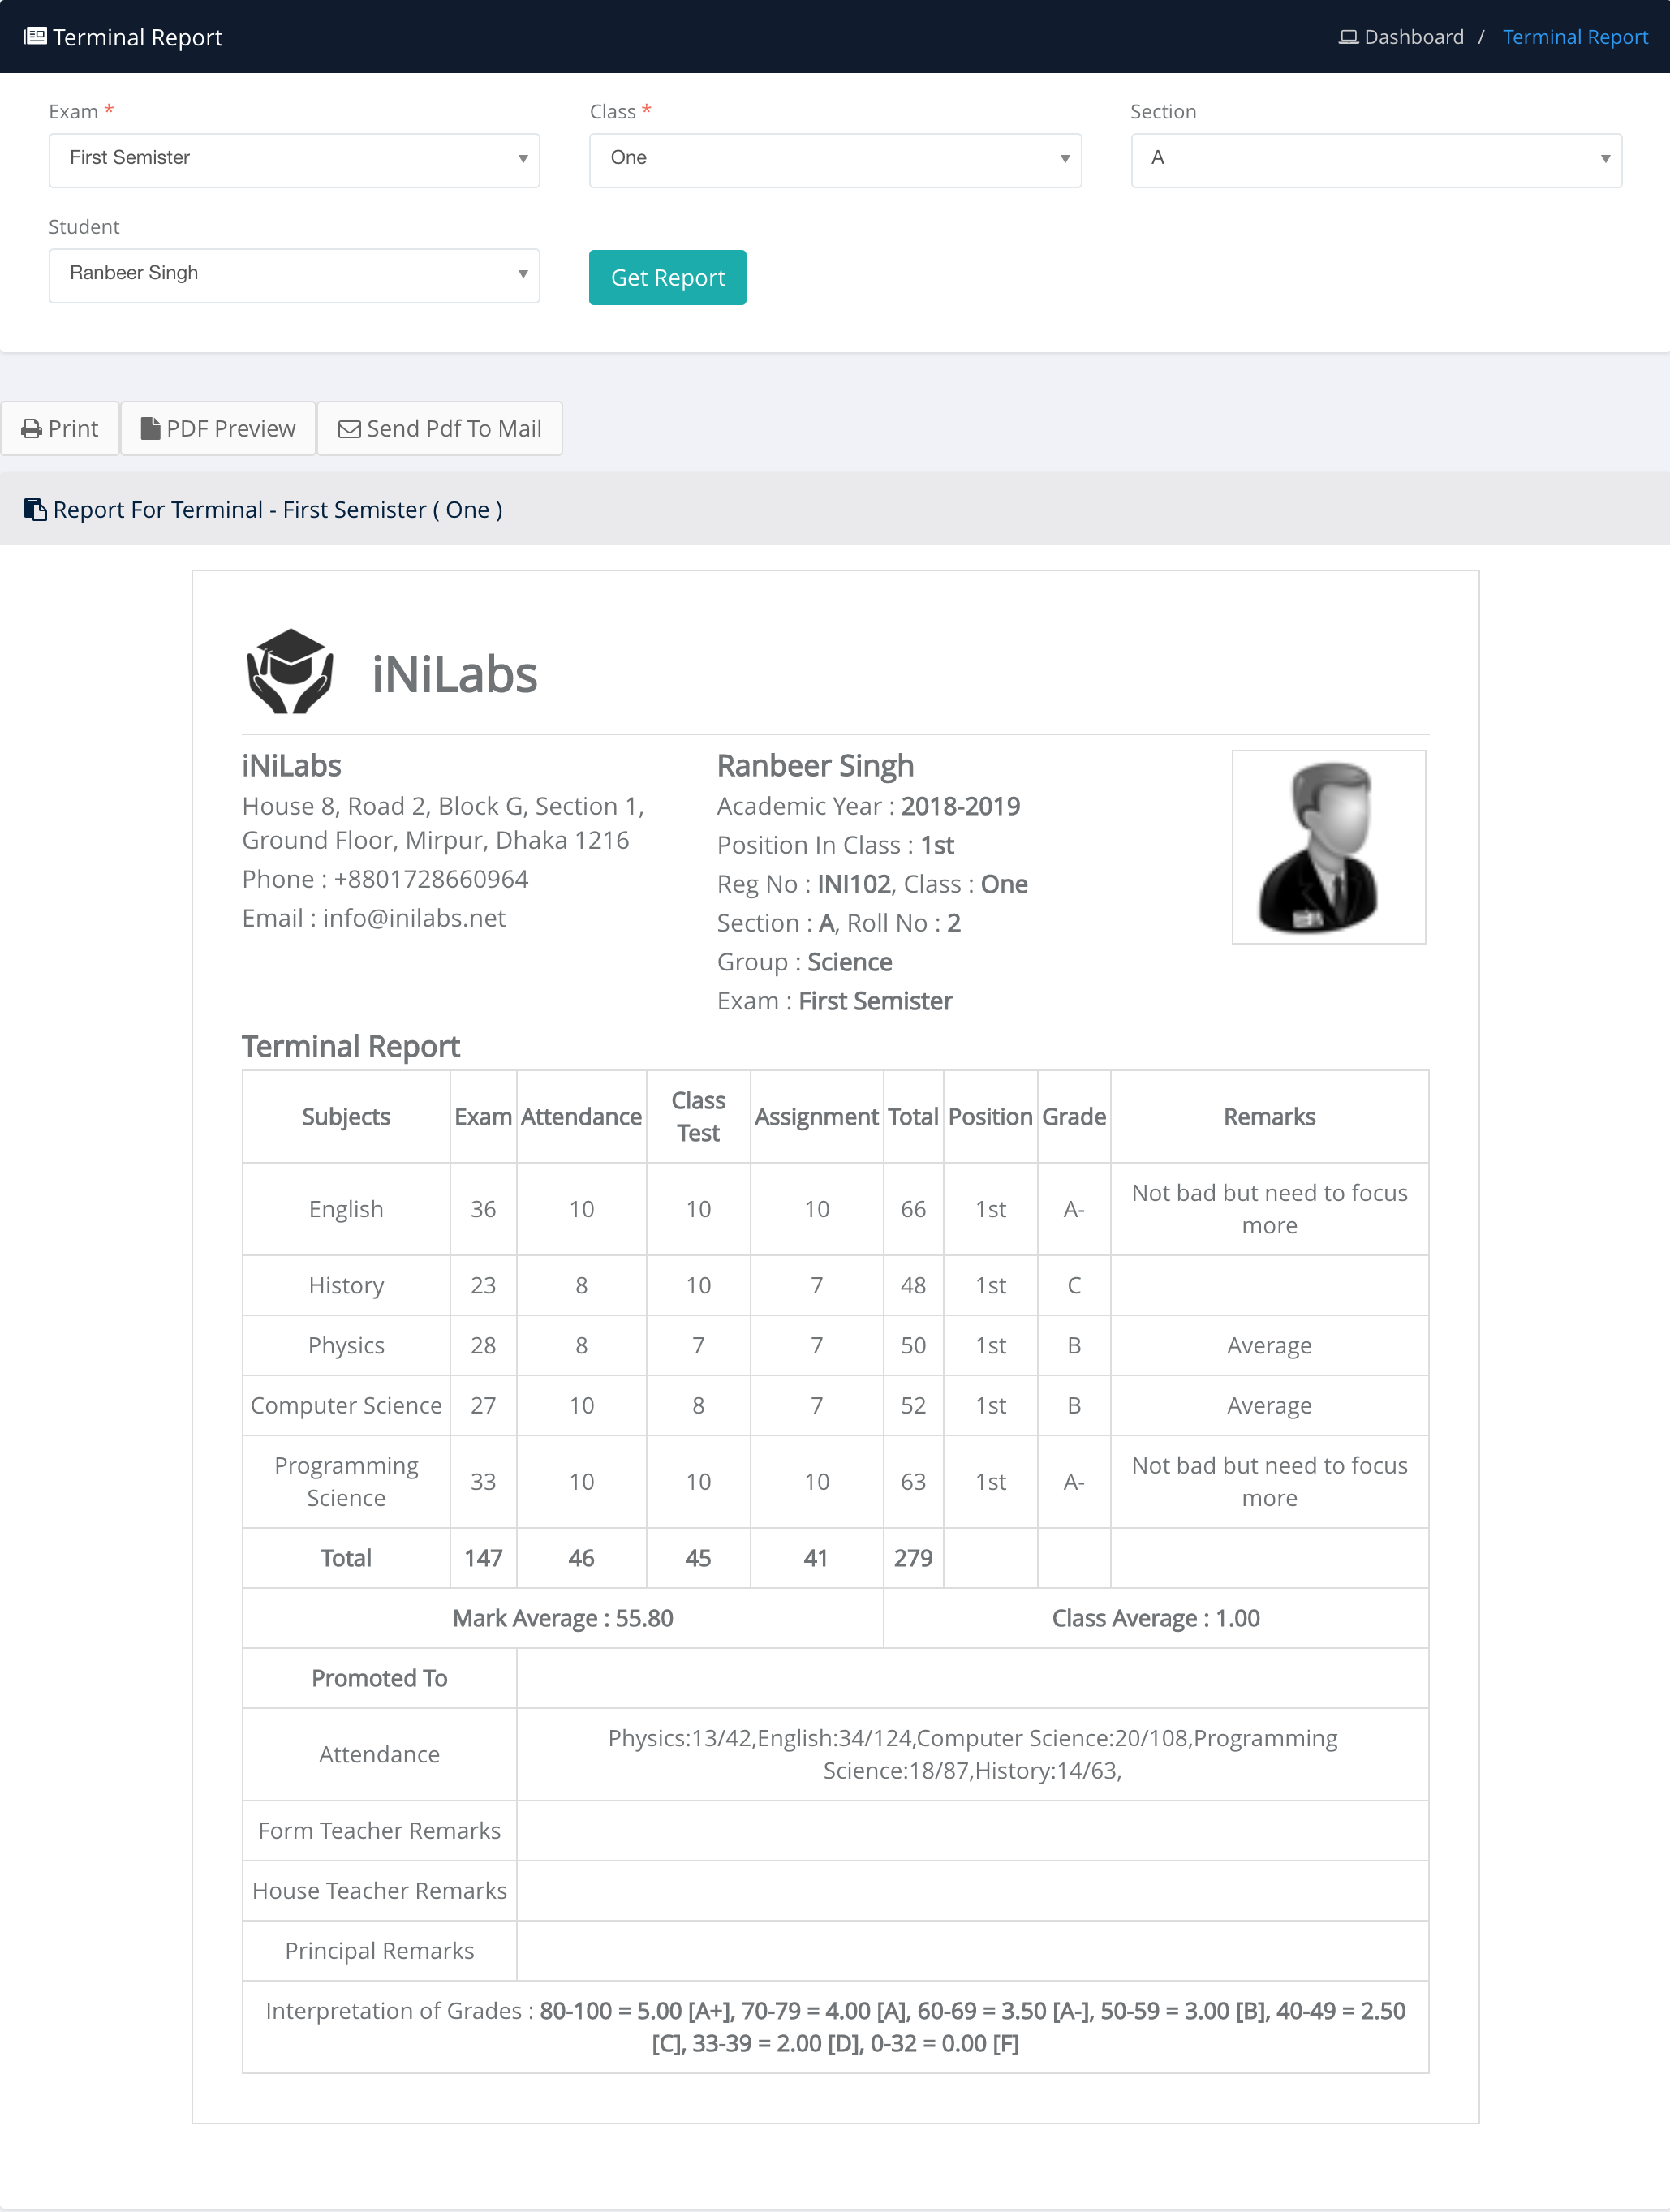 Terminal Report
Dashboard / Terminal Report
Exam *
Class *
Section
First Semister
One
A
Student
Ranbeer Singh
Get Report
Print
PDF Preview
Send Pdf To Mail
Report For Terminal - First Semister ( One )
iNiLabs
iNiLabs
House 8, Road 2, Block G, Section 1,
Ground Floor, Mirpur, Dhaka 1216
Phone : +8801728660964
Email : info@inilabs.net
Ranbeer Singh
Academic Year : 2018-2019
Position In Class : 1st
Reg No : INI102, Class : One
Section : A, Roll No : 2
Group : Science
Exam : First Semister
Terminal Report
Subjects Exam Attendance Class Test Assignment Total Position Grade Remarks
English 36 10 10 10 66 1st A- Not bad but need to focus more
History 23 8 10 7 48 1st C
Physics 28 8 7 7 50 1st B Average
Computer Science 27 10 8 7 52 1st B Average
Programming Science 33 10 10 10 63 1st A- Not bad but need to focus more
Total 147 46 45 41 279
Mark Average : 55.80 Class Average : 1.00
Promoted To
Attendance
Physics:13/42,English:34/124,Computer Science:20/108,Programming
Science:18/87,History:14/63,
Form Teacher Remarks
House Teacher Remarks
Principal Remarks
Interpretation of Grades : 80-100 = 5.00 [A+], 70-79 = 4.00 [A], 60-69 = 3.50 [A-], 50-59 = 3.00 [B], 40-49 = 2.50
[C], 33-39 = 2.00 [D], 0-32 = 0.00 [F]